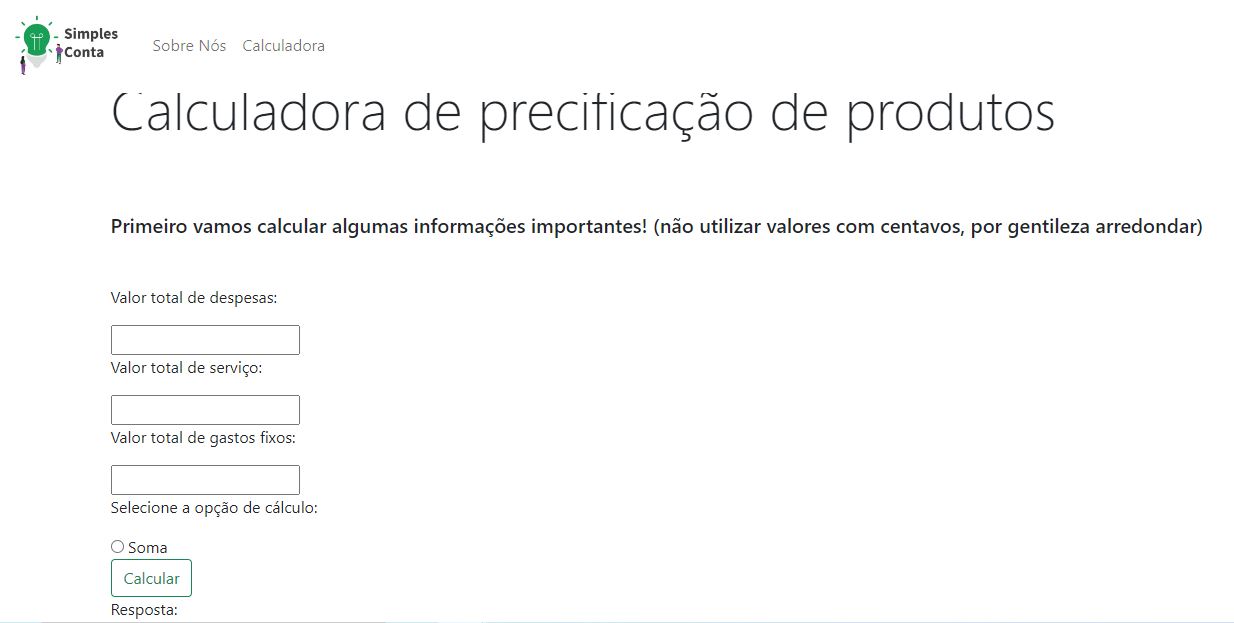 Simples
Conta
Sobre Nós Calculadora
Calculadora de precificação de produtos
Primeiro vamos calcular algumas informações importantes! (não utilizar valores com centavos, por gentileza arredondar)
Valor total de despesas:
Valor total de serviço:
Valor total de gastos fixos:
Selecione a opção de cálculo:
Soma
Calcular
Resposta: